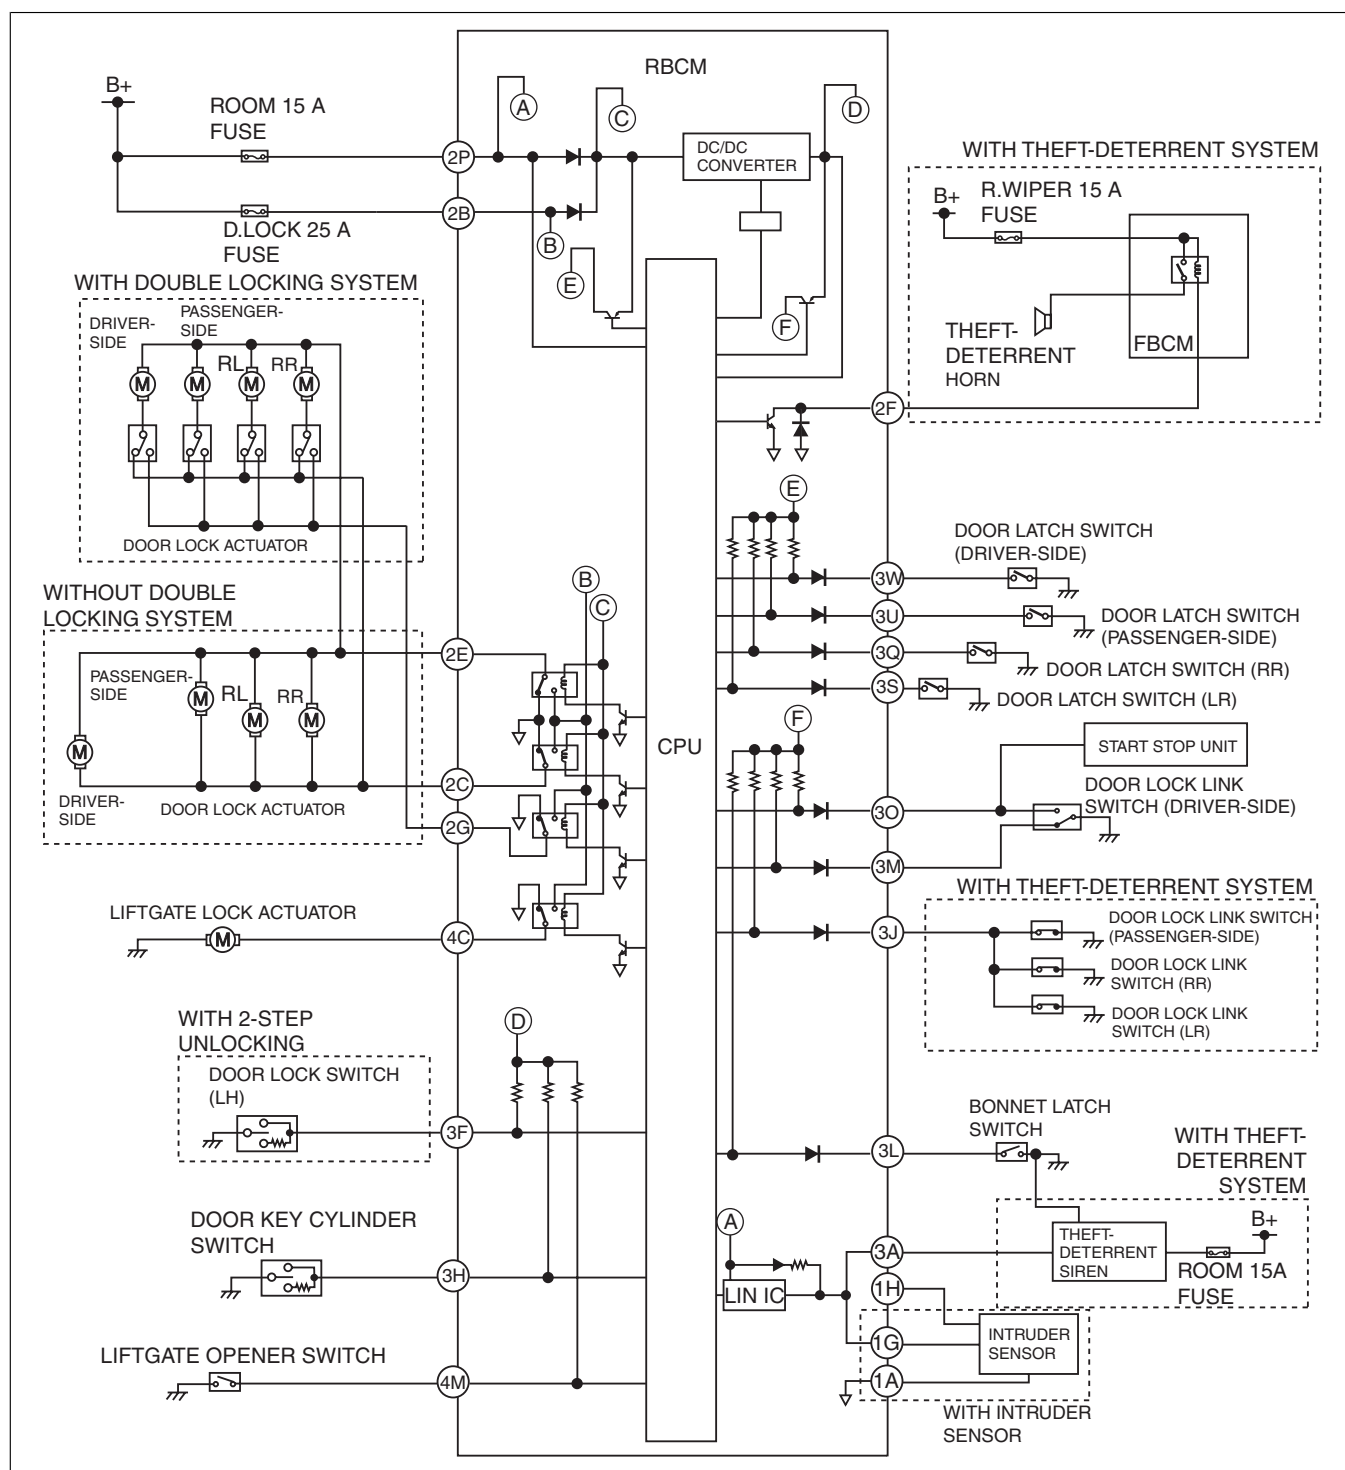 RBCM
B+
ROOM 15 A
FUSE
A
C
D
2P
DC/DC
CONVERTER
2B
D.LOCK 25 A
FUSE
B
E
F
WITH THEFT-DETERRENT SYSTEM
B+
R.WIPER 15 A
FUSE
THEFT-
DETERRENT
HORN
FBCM
2F
WITH DOUBLE LOCKING SYSTEM
DRIVER-
SIDE
PASSENGER-
SIDE
RL
RR
M
M
M
M
DOOR LOCK ACTUATOR
WITHOUT DOUBLE
LOCKING SYSTEM
PASSENGER-
SIDE
RL
RR
M
M
M
M
DRIVER-
SIDE
DOOR LOCK ACTUATOR
2E
2C
2G
B
C
CPU
E
3W
DOOR LATCH SWITCH
(DRIVER-SIDE)
3U
DOOR LATCH SWITCH
(PASSENGER-SIDE)
3Q
DOOR LATCH SWITCH (RR)
3S
DOOR LATCH SWITCH (LR)
F
START STOP UNIT
3O
DOOR LOCK LINK
SWITCH (DRIVER-SIDE)
3M
WITH THEFT-DETERRENT SYSTEM
3J
DOOR LOCK LINK SWITCH
(PASSENGER-SIDE)
DOOR LOCK LINK
SWITCH (RR)
DOOR LOCK LINK
SWITCH (LR)
LIFTGATE LOCK ACTUATOR
M
4C
WITH 2-STEP
UNLOCKING
DOOR LOCK SWITCH
(LH)
D
3F
DOOR KEY CYLINDER
SWITCH
3H
LIFTGATE OPENER SWITCH
4M
BONNET LATCH
SWITCH
3L
WITH THEFT-
DETERRENT
SYSTEM
A
LIN IC
3A
1H
THEFT-
DETERRENT
SIREN
B+
ROOM 15A
FUSE
1G
INTRUDER
SENSOR
1A
WITH INTRUDER
SENSOR